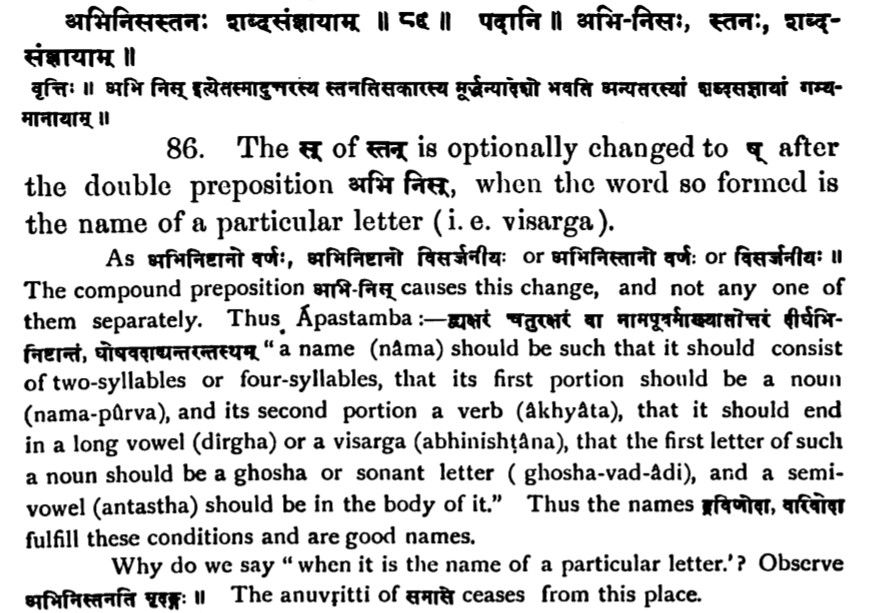 अभिनिसस्तनः शब्दसंज्ञायाम् ॥ ८६ ॥ पदानि ॥ अभि-निसः, स्तनः, शब्द-
संज्ञायाम् ॥
वृत्तिः ॥ अभि निस् इत्येतस्मादुत्तरस्य स्तनतिसकारस्य मूर्द्धन्यादेशो भवति अन्यतरस्यां शब्दसंज्ञायां गम्य-
मानायाम् ॥
86. The स् of स्तन् is optionally changed to ष् after
the double preposition अभि निस्, when the word so formed is
the name of a particular letter (i. e. visarga).
As अभिनिष्टानो वर्णः, अभिनिष्टानो विसर्जनीयः or अभिनिस्तानो वर्णः or विसर्जनीयः ॥
The compound preposition अभि-निस् causes this change, and not any one of
them separately. Thus Ápastamba :—द्व्यक्षरं चतुरक्षरं वा नामपूर्वमाख्यातोत्तरं दीर्घाभि-
निष्टान्तं, घोषवदाद्यन्तरन्तस्थम् “a name (nâma) should be such that it should consist
of two-syllables or four-syllables, that its first portion should be a noun
(nama-pûrva), and its second portion a verb (âkhyâta), that it should end
in a long vowel (dirgha) or a visarga (abhinishṭâna), that the first letter of such
a noun should be a ghosha or sonant letter ( ghosha-vad-âdi), and a semi-
vowel (antastha) should be in the body of it.” Thus the names द्रविणोदा, वारिवोदा
fulfill these conditions and are good names.
Why do we say “when it is the name of a particular letter.’? Observe
अभिनिस्तनति मृदङ्गः ॥ The anuvṛitti of समासे ceases from this place.